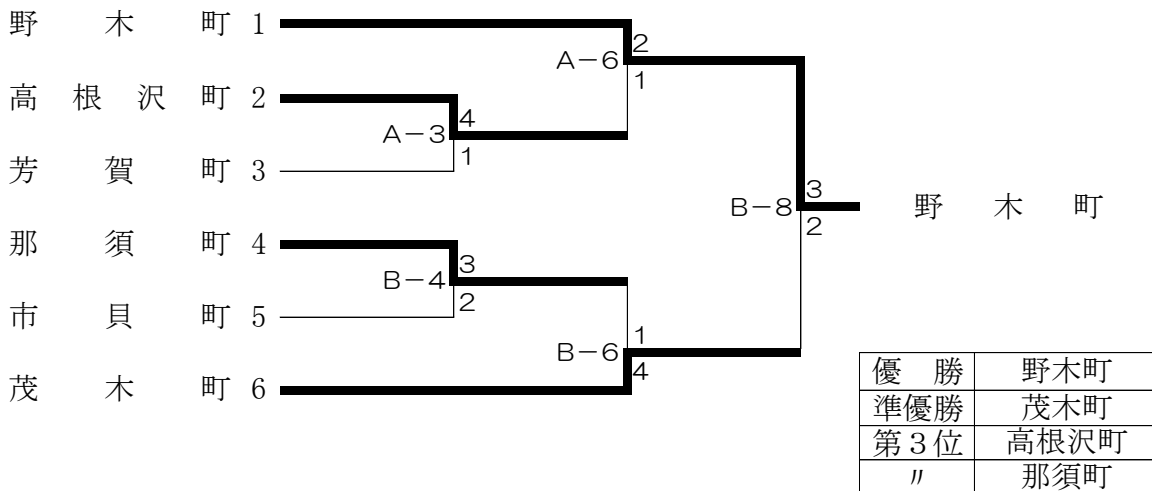 野木町 1
2
A-6
1
高根沢町 2
4
A-3
1
芳賀町 3
3
B-8
野木町
2
那須町 4
3
B-4
2
市貝町 5
1
B-6
4
茂木町 6
優勝 野木町
準優勝 茂木町
第3位 高根沢町
〃 那須町